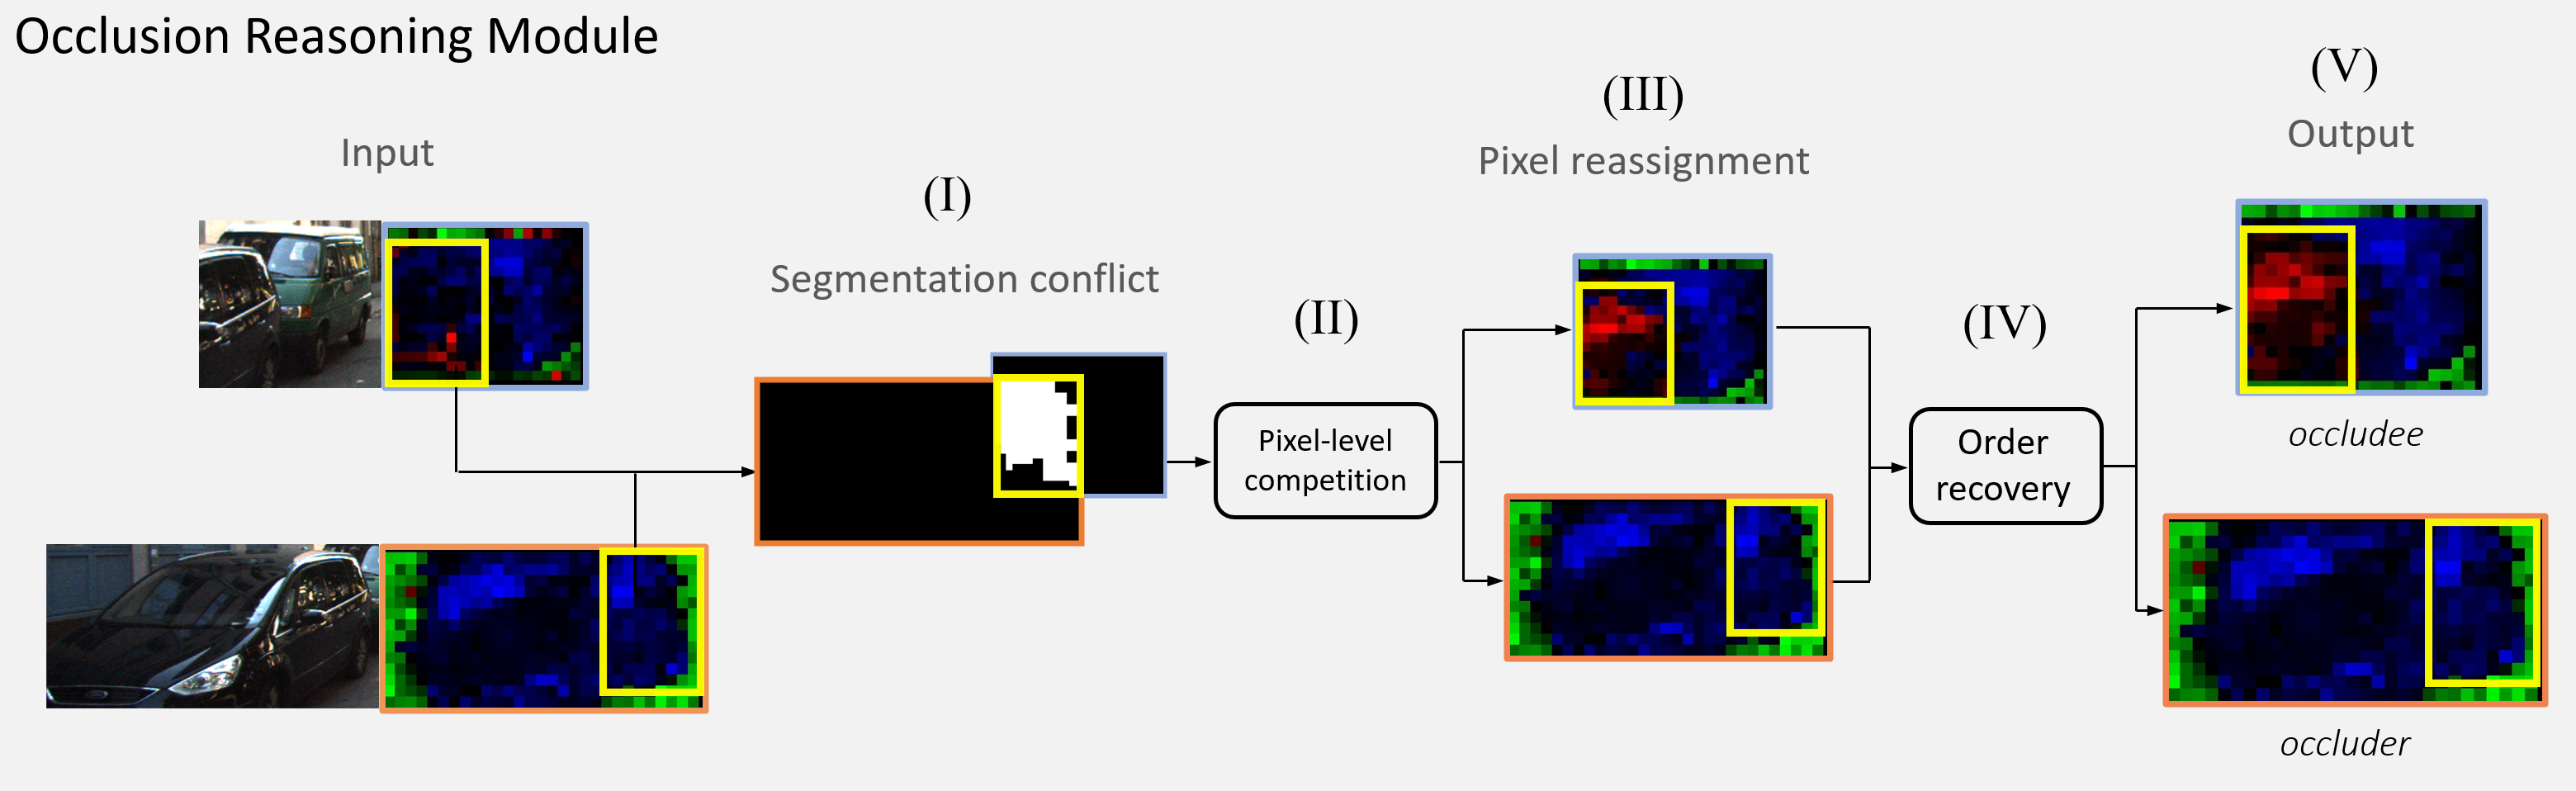 Occlusion Reasoning Module
Input
(I)
Segmentation conflict
(II)
Pixel-level
competition
(III)
Pixel reassignment
(IV)
Order
recovery
(V)
Output
occludee
occluder